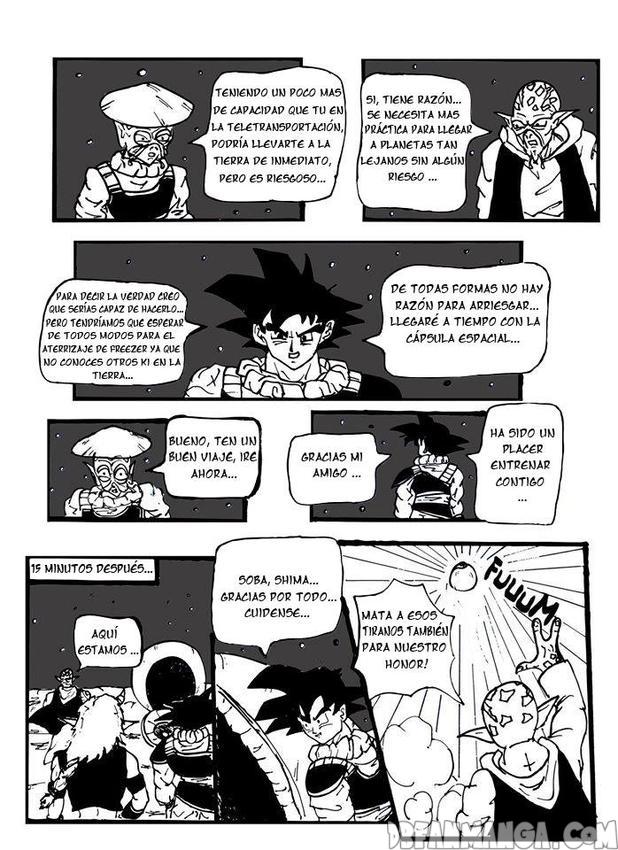 TENIENDO UN POCO MAS
DE CAPACIDAD QUE TU EN
LA TELETRANSPORTACIÓN,
PODRÍA LLEVARTE A LA
TIERRA DE INMEDIATO,
PERO ES RIESGOSO...
SI, TIENE RAZÓN...
SE NECESITA MAS
PRÁCTICA PARA LLEGAR
A PLANETAS TAN
LEJANOS SIN ALGÚN
RIESGO ...
PARA DECIR LA VERDAD CREO
QUE SERÍAS CAPAZ DE HACERLO...
PERO TENDRÍAMOS QUE ESPERAR
DE TODOS MODOS PARA EL
ATERRIZAJE DE FREEZER YA QUE
NO CONOCES OTROS KI EN LA
TIERRA...
DE TODAS FORMAS NO HAY
RAZÓN PARA ARRIESGAR...
LLEGARÉ A TIEMPO CON LA
CÁPSULA ESPACIAL...
BUENO, TEN UN
BUEN VIAJE, IRE
AHORA...
GRACIAS MI
AMIGO ...
HA SIDO UN
PLACER
ENTRENAR
CONTIGO
...
15 MINUTOS DESPUÉS...
AQUÍ
ESTAMOS ...
SOBA, SHIMA...
GRACIAS POR TODO...
CUIDENSE...
MATA A ESOS
TIRANOS TAMBIÉN
PARA NUESTRO
HONOR!
FUUUM
DBFANMANGA.COM